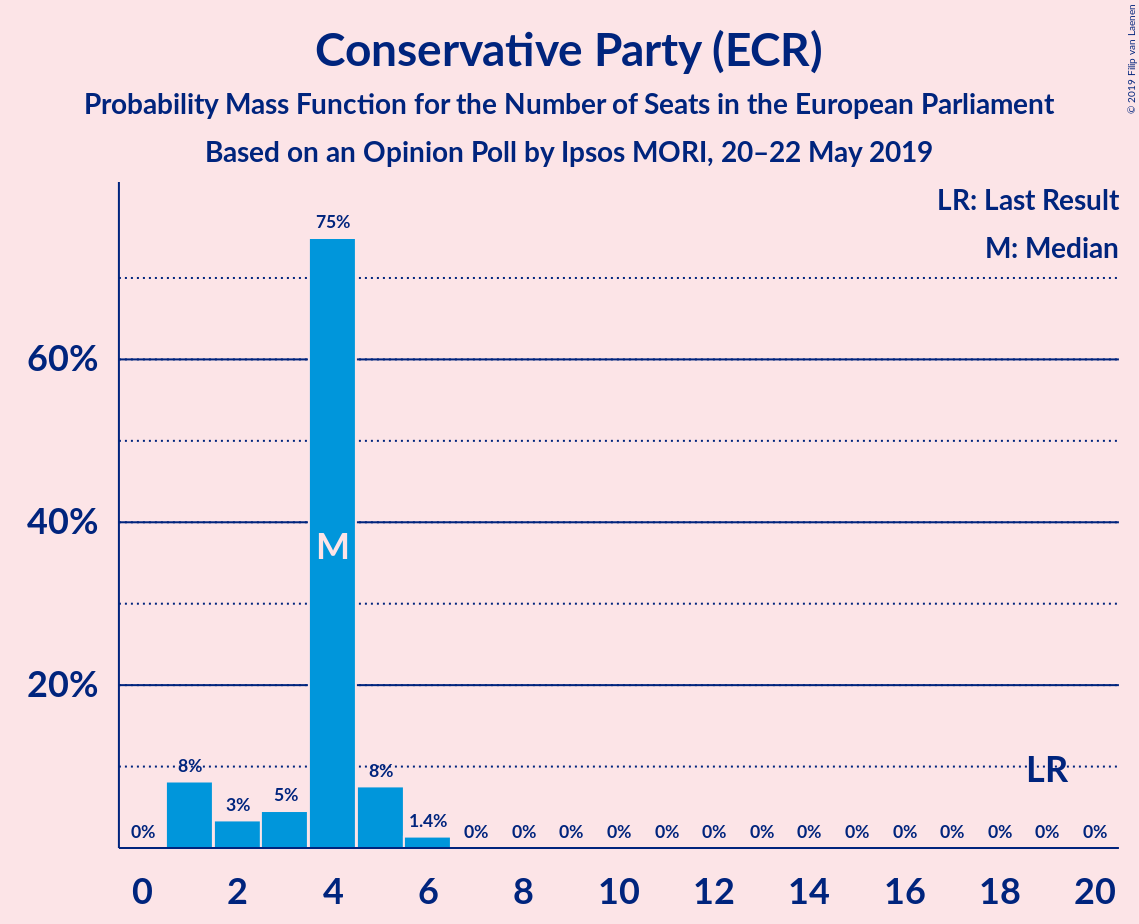 Conservative Party (ECR)
Probability Mass Function for the Number of Seats in the European Parliament
Based on an Opinion Poll by Ipsos MORI, 20–22 May 2019
© 2019 Filip van Laenen
LR: Last Result
M: Median
60%
40%
20%
0%
8%
3%
5%
75%
M
8%
1.4%
0%
0%
0%
0%
0%
0%
0%
0%
0%
0%
0%
0%
0%
0%
LR
0 2 4 6 8 10 12 14 16 18 20